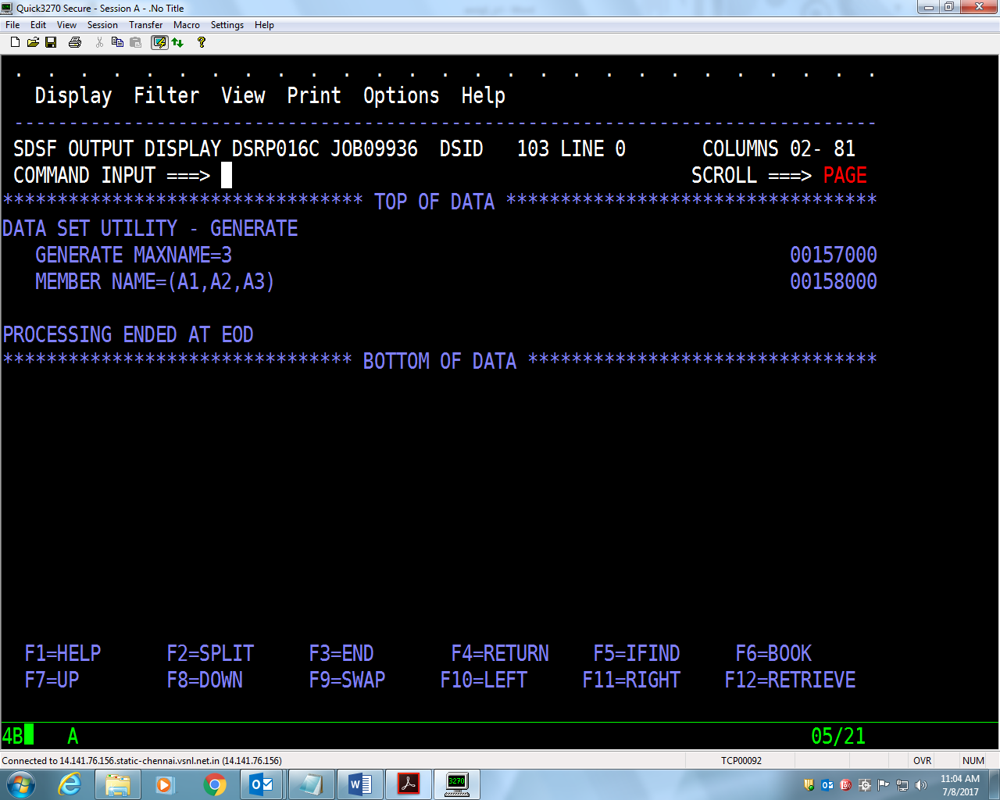 Quick3270 Secure - Session A - .No Title
File Edit View Session Transfer Macro Settings Help
. . . . . . . . . . . . . . . . . . . . . . . . . . .
Display Filter View Print Options Help
-------------------------------------------------------------------------------
SDSF OUTPUT DISPLAY DSRP016C JOB09936 DSID 103 LINE 0 COLUMNS 02- 81
COMMAND INPUT ===> SCROLL ===> PAGE
********************************* TOP OF DATA **********************************
DATA SET UTILITY - GENERATE
GENERATE MAXNAME=3 00157000
MEMBER NAME=(A1,A2,A3) 00158000
PROCESSING ENDED AT EOD
******************************** BOTTOM OF DATA ********************************
F1=HELP F2=SPLIT F3=END F4=RETURN F5=IFIND F6=BOOK
F7=UP F8=DOWN F9=SWAP F10=LEFT F11=RIGHT F12=RETRIEVE
4B A 05/21
Connected to 14.141.76.156.static-chennai.vsnl.net.in (14.141.76.156) TCP00092 OVR NUM
3270
11:04 AM
7/8/2017